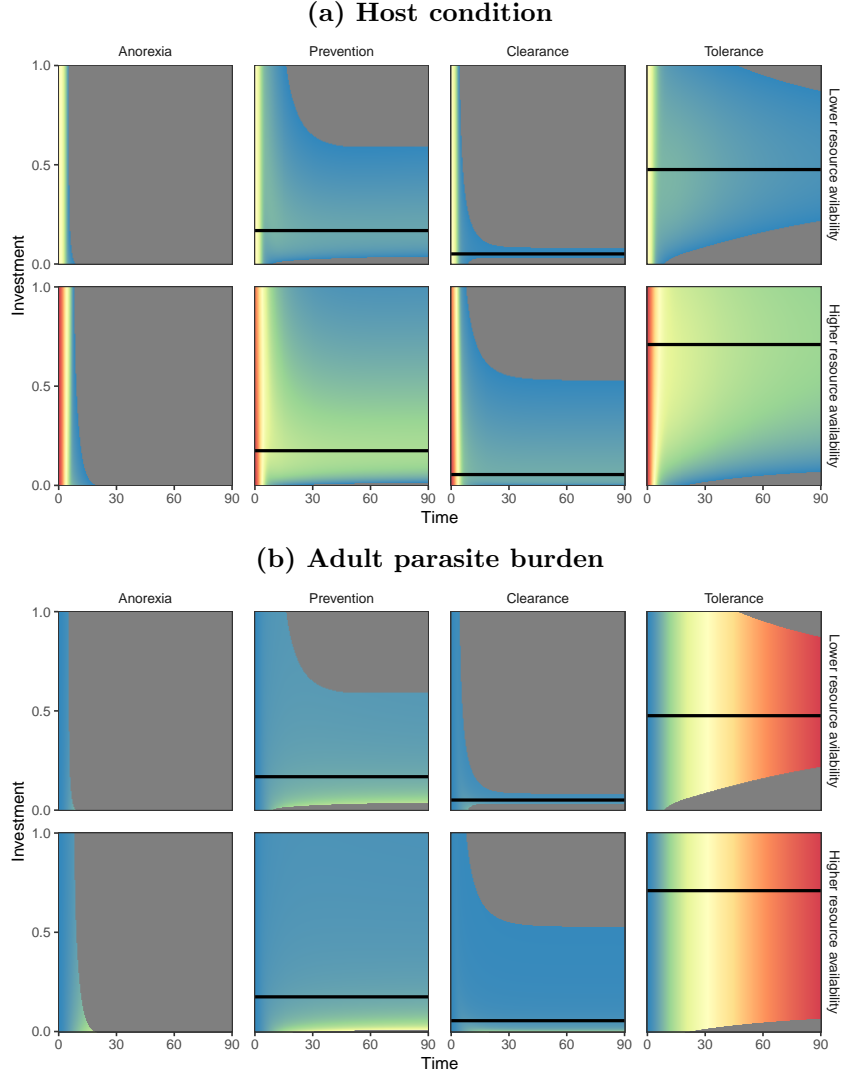 (a) Host condition
Anorexia Prevention Clearance Tolerance
1.0
0.5
0.0
Lower resource avilability
Investment
1.0
0.5
0.0
Higher resource availability
0 30 60 90 0 30 60 90 0 30 60 90 0 30 60 90
Time
(b) Adult parasite burden
Anorexia Prevention Clearance Tolerance
1.0
0.5
0.0
Lower resource avilability
Investment
1.0
0.5
0.0
Higher resource availability
0 30 60 90 0 30 60 90 0 30 60 90 0 30 60 90
Time